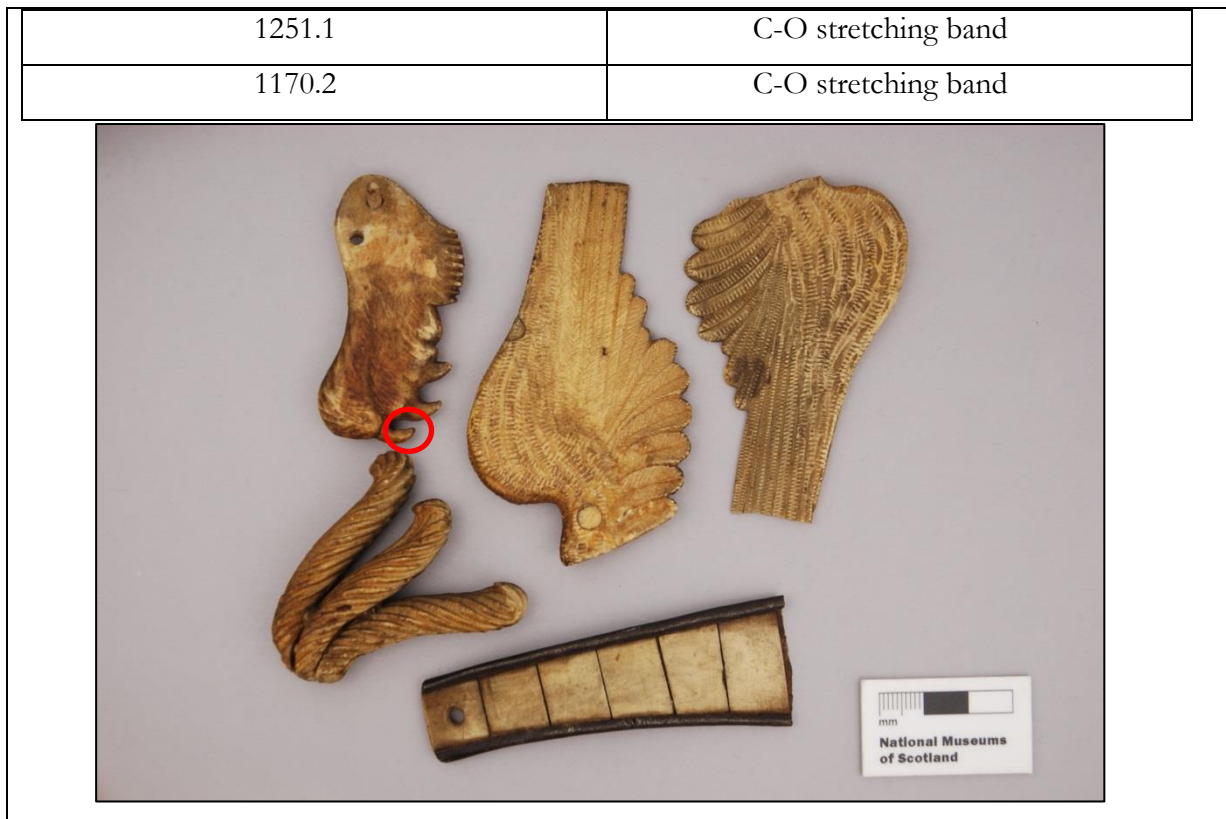 1251.1 C-O stretching band
1170.2 C-O stretching band
mm
National Museums
of Scotland